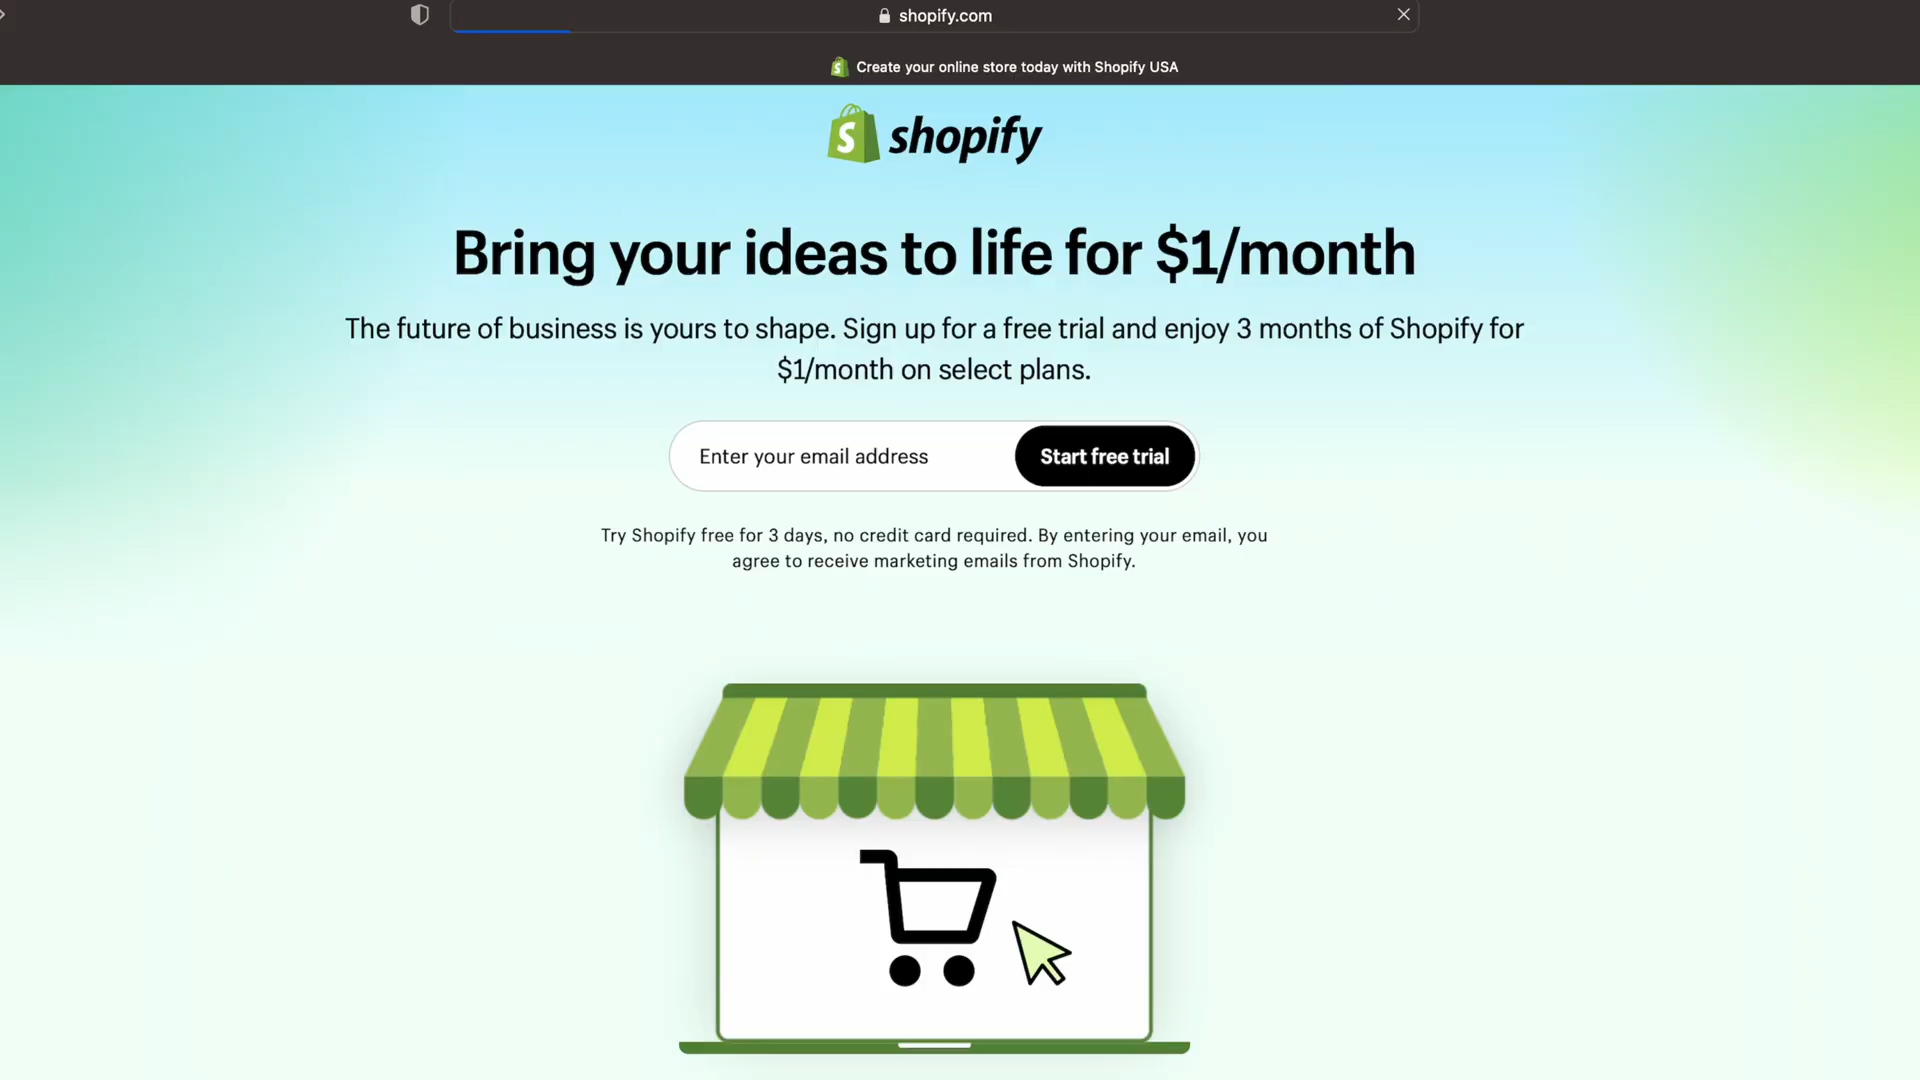 shopify.com
Create your online store today with Shopify USA
shopify
Bring your ideas to life for $1/month
The future of business is yours to shape. Sign up for a free trial and enjoy 3 months of Shopify for
$1/month on select plans.
Enter your email address
Start free trial
Try Shopify free for 3 days, no credit card required. By entering your email, you
agree to receive marketing emails from Shopify.